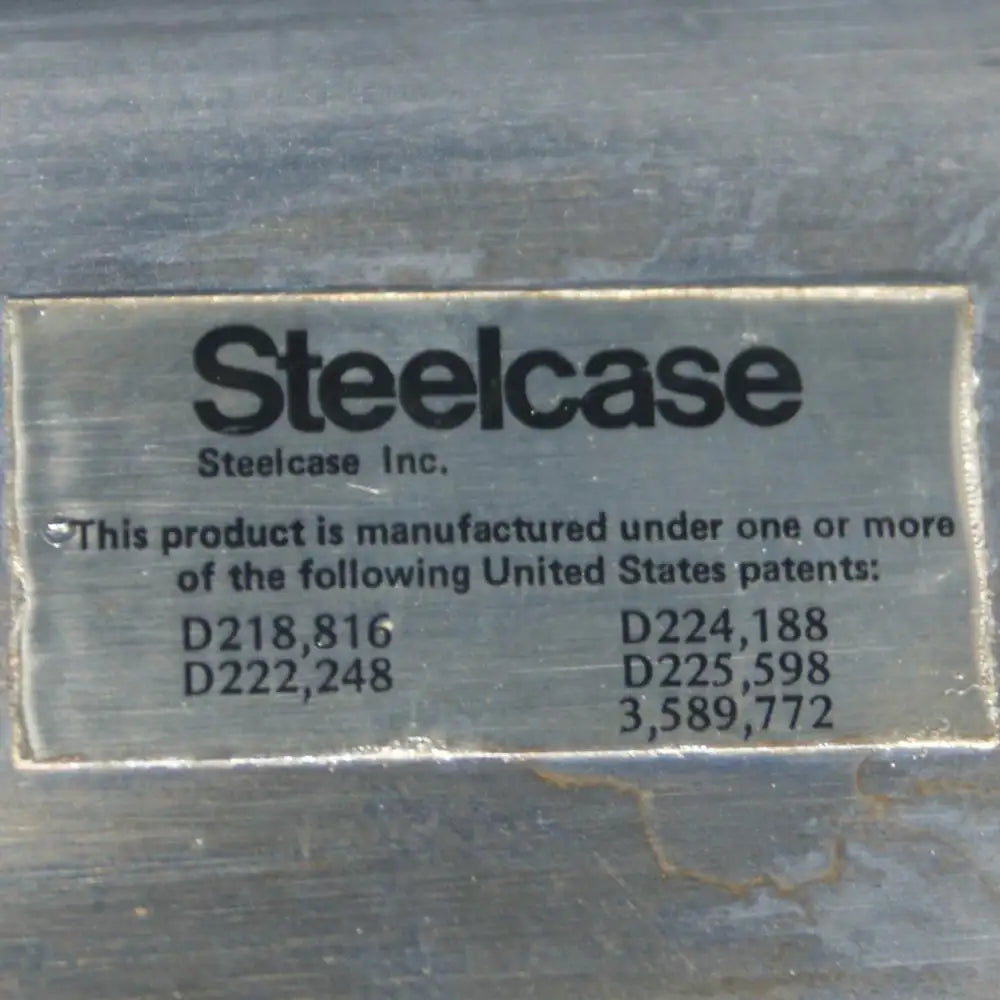 Steelcase
Steelcase Inc.
This product is manufactured under one or more
of the following United States patents:
D218,816 D224,188
D222,248 D225,598
3,589,772